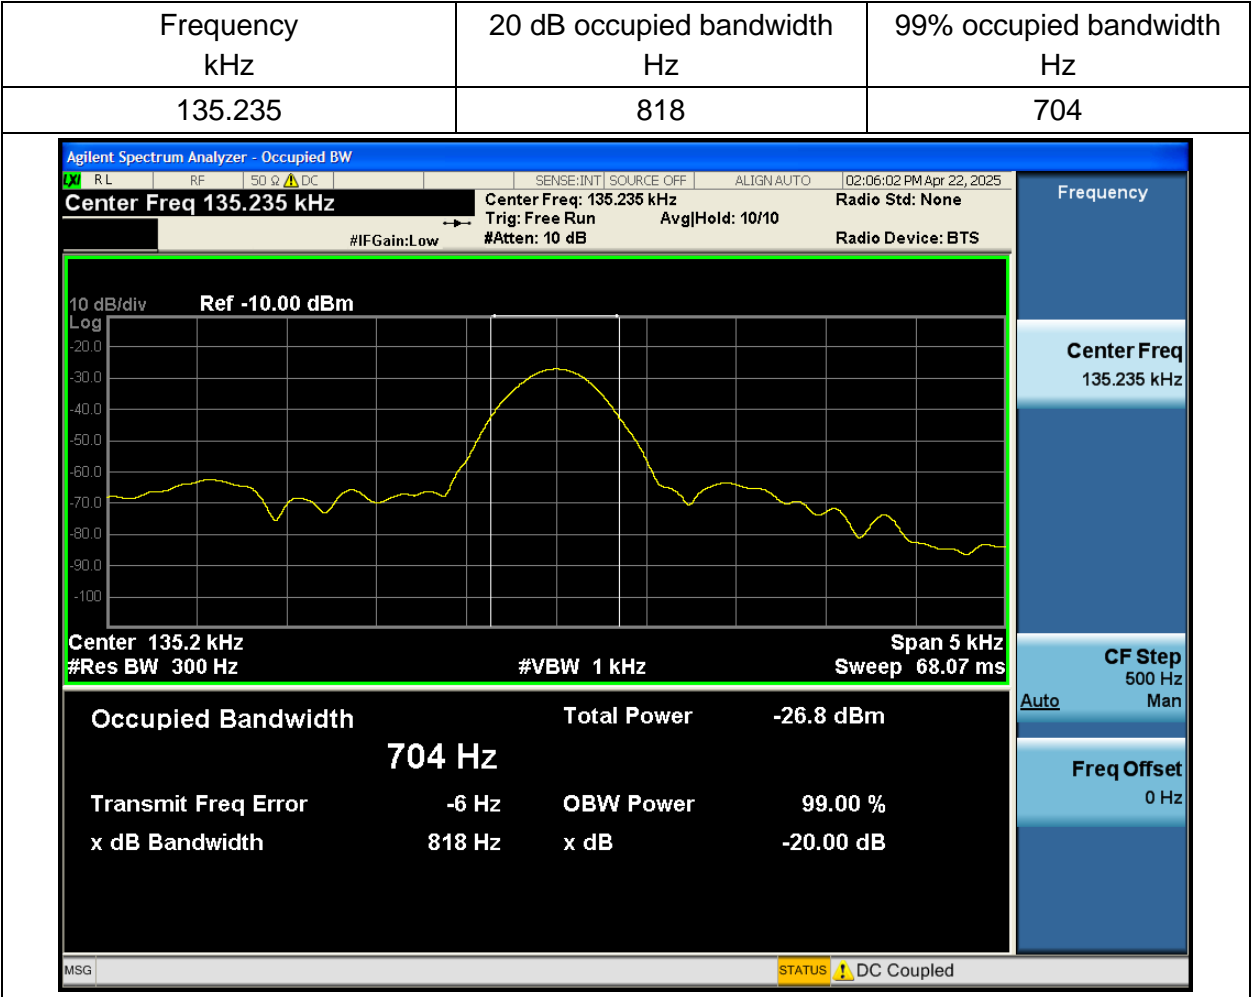 Frequency 20 dB occupied bandwidth 99% occupied bandwidth
kHz Hz Hz
135.235 818 704
Agilent Spectrum Analyzer - Occupied BW
LXI RL RF 50 Ω DC SENSE:INT SOURCE OFF ALIGN AUTO 02:06:02 PM Apr 22, 2025
Center Freq 135.235 kHz
Center Freq: 135.235 kHz Radio Std: None
Trig: Free Run Avg|Hold: 10/10
#IFGain:Low #Atten: 10 dB Radio Device: BTS
Frequency
10 dB/div Ref -10.00 dBm
Log
-20.0
-30.0
-40.0
-50.0
-60.0
-70.0
-80.0
-90.0
-100
Center 135.2 kHz Span 5 kHz
#Res BW 300 Hz #VBW 1 kHz Sweep 68.07 ms
Center Freq
135.235 kHz
CF Step
500 Hz
Auto Man
Freq Offset
0 Hz
Occupied Bandwidth Total Power -26.8 dBm
704 Hz
Transmit Freq Error -6 Hz OBW Power 99.00 %
x dB Bandwidth 818 Hz x dB -20.00 dB
MSG STATUS DC Coupled